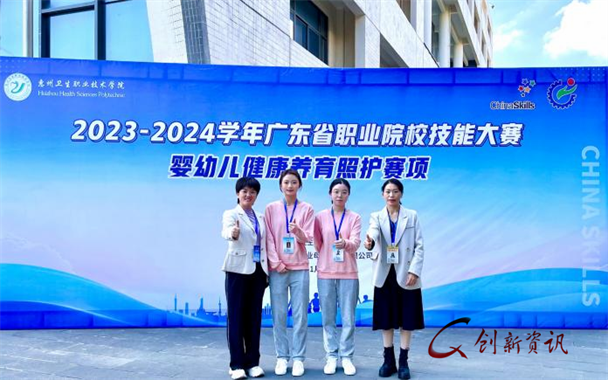 惠州卫生职业技术学院
Huizhou Health Sciences Polytechnic
ChinaSkills
2023-2024学年广东省职业院校技能大赛
婴幼儿健康养育照护赛项
CHINA SKILLS
创新资讯